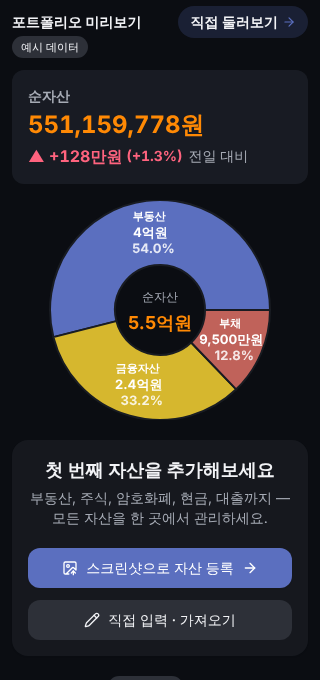 포트폴리오 미리보기
직접 둘러보기 →
예시 데이터
순자산
551,159,778원
▲ +128만원 (+1.3%) 전일 대비
부동산
4억원
54.0%
순자산
5.5억원
부채
9,500만원
12.8%
금융자산
2.4억원
33.2%
첫 번째 자산을 추가해보세요
부동산, 주식, 암호화폐, 현금, 대출까지 —
모든 자산을 한 곳에서 관리하세요.
스크린샷으로 자산 등록 →
직접 입력 · 가져오기